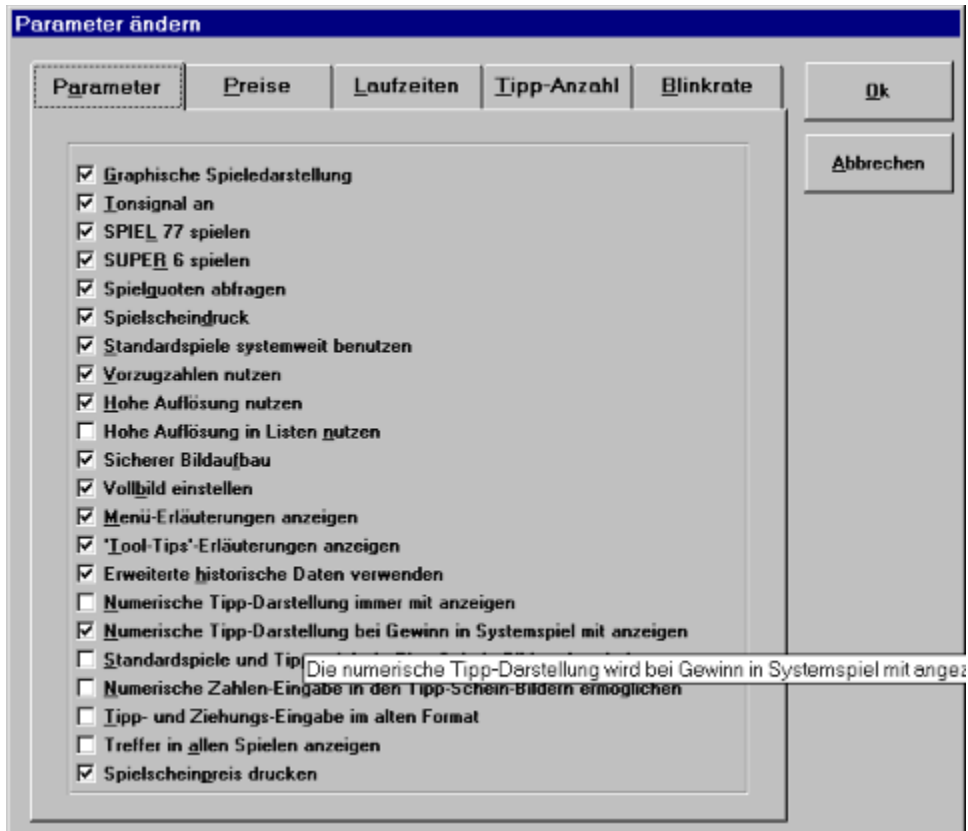 Parameter ändern
Parameter Preise Laufzeiten Tipp-Anzahl Blinkrate Ok
Abbrechen
Graphische Spieledarstellung
Tonsignal an
SPIEL 77 spielen
SUPER 6 spielen
Spielquoten abfragen
Spielscheindruck
Standardspiele systemweit benutzen
Vorzugzahlen nutzen
Hohe Auflösung nutzen
Hohe Auflösung in Listen nutzen
Sicherer Bildaufbau
Vollbild einstellen
Menü-Erläuterungen anzeigen
'Tool-Tips'-Erläuterungen anzeigen
Erweiterte historische Daten verwenden
Numerische Tipp-Darstellung immer mit anzeigen
Numerische Tipp-Darstellung bei Gewinn in Systemspiel mit anzeigen
Standardspiele und
Die numerische Tipp-Darstellung wird bei Gewinn in Systemspiel mit angez
Numerische Zahlen-Eingabe in den Tipp-Schein-Bildern ermöglichen
Tipp- und Ziehungs-Eingabe im alten Format
Treffer in allen Spielen anzeigen
Spielscheinpreis drucken